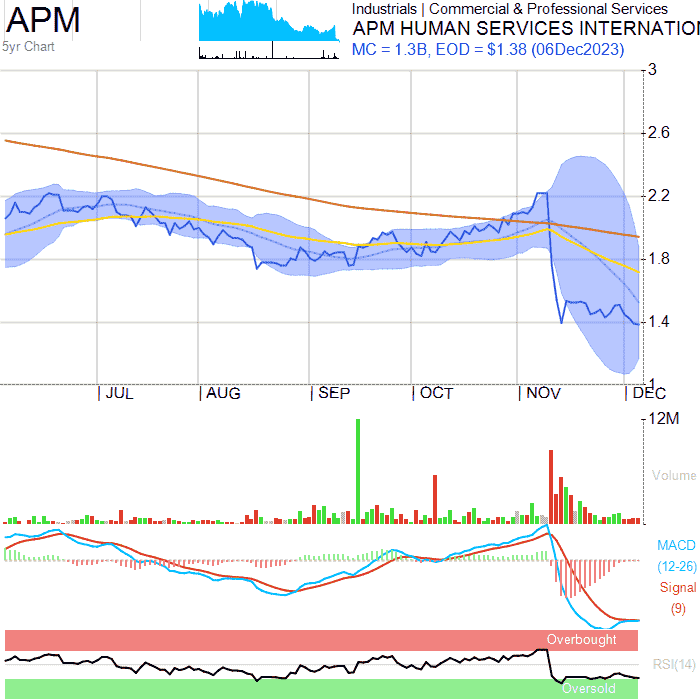 APM
5yr Chart
Industrials | Commercial & Professional Services
APM HUMAN SERVICES INTERNATIO
MC = 1.3B, EOD = $1.38 (06Dec2023)
3
2.6
2.2
1.8
1.4
1
| JUL | AUG | SEP | OCT | NOV | DEC
12M
Volume
MACD
(12-26)
Signal
(9)
Overbought
RSI(14)
Oversold